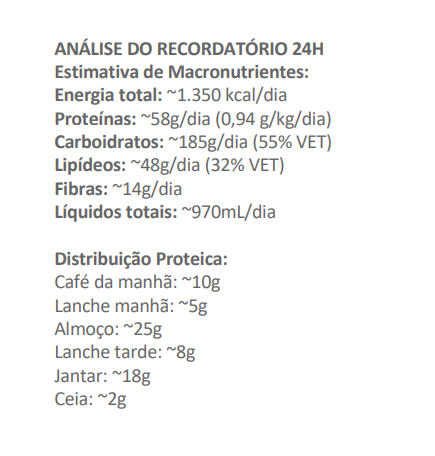 ANÁLISE DO RECORDATÓRIO 24H
Estimativa de Macronutrientes:
Energia total: ~1.350 kcal/dia
Proteínas: ~58g/dia (0,94 g/kg/dia)
Carboidratos: ~185g/dia (55% VET)
Lipídeos: ~48g/dia (32% VET)
Fibras: ~14g/dia
Líquidos totais: ~970mL/dia
Distribuição Proteica:
Café da manhã: ~10g
Lanche manhã: ~5g
Almoço: ~25g
Lanche tarde: ~8g
Jantar: ~18g
Ceia: ~2g